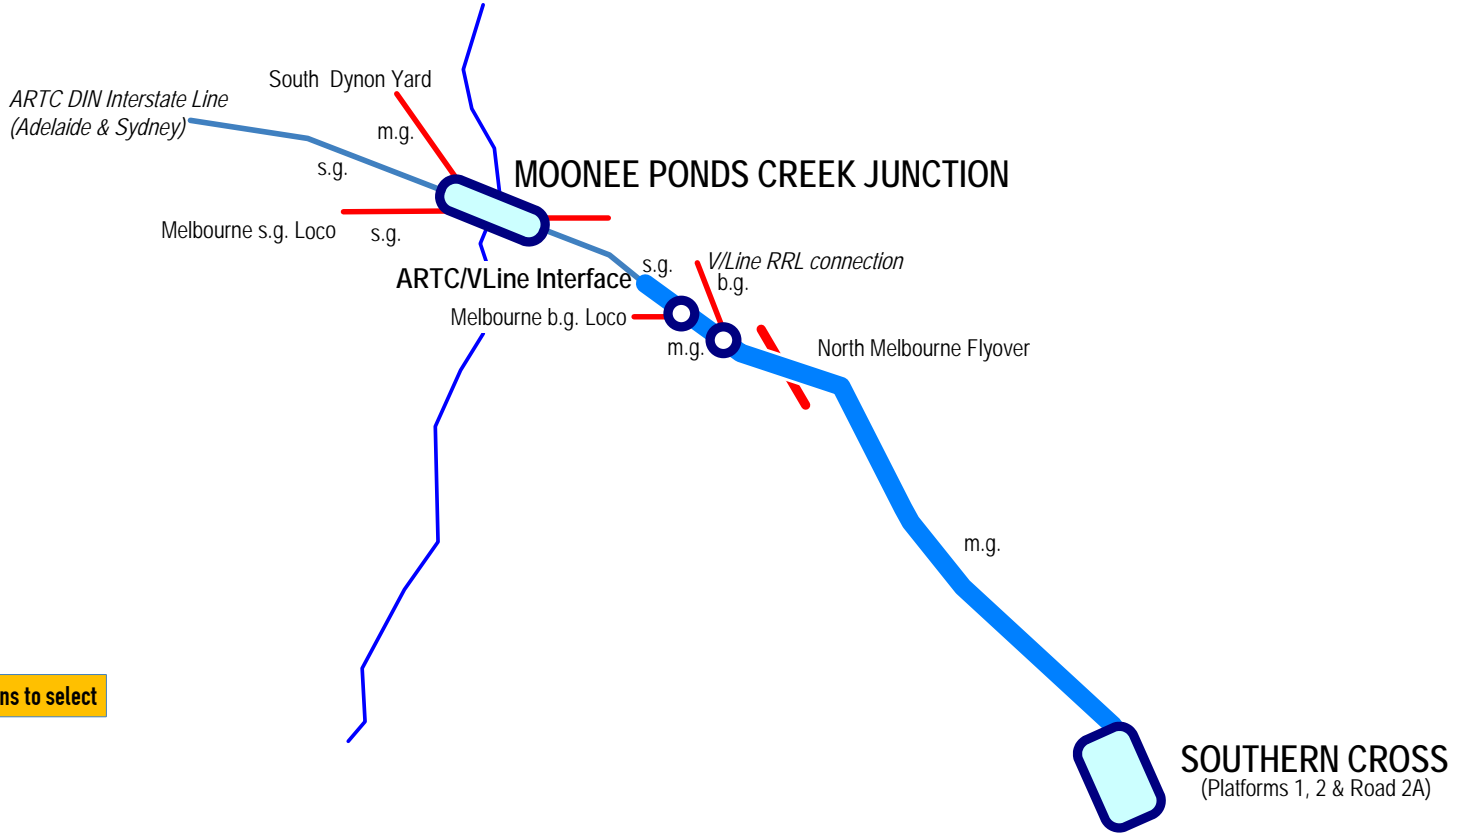 South Dynon Yard
ARTC DIN Interstate Line
(Adelaide & Sydney)
m.g.
s.g.
MOONEE PONDS CREEK JUNCTION
Melbourne s.g. Loco
s.g.
V/Line RRL connection
s.g.
b.g.
ARTC/VLine Interface
Melbourne b.g. Loco
m.g.
North Melbourne Flyover
m.g.
ns to select
SOUTHERN CROSS
(Platforms 1, 2 & Road 2A)